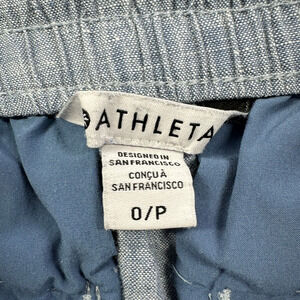 ATHLETA
DESIGNED IN
SAN FRANCISCO
CONÇU À
SAN FRANCISCO
0/P